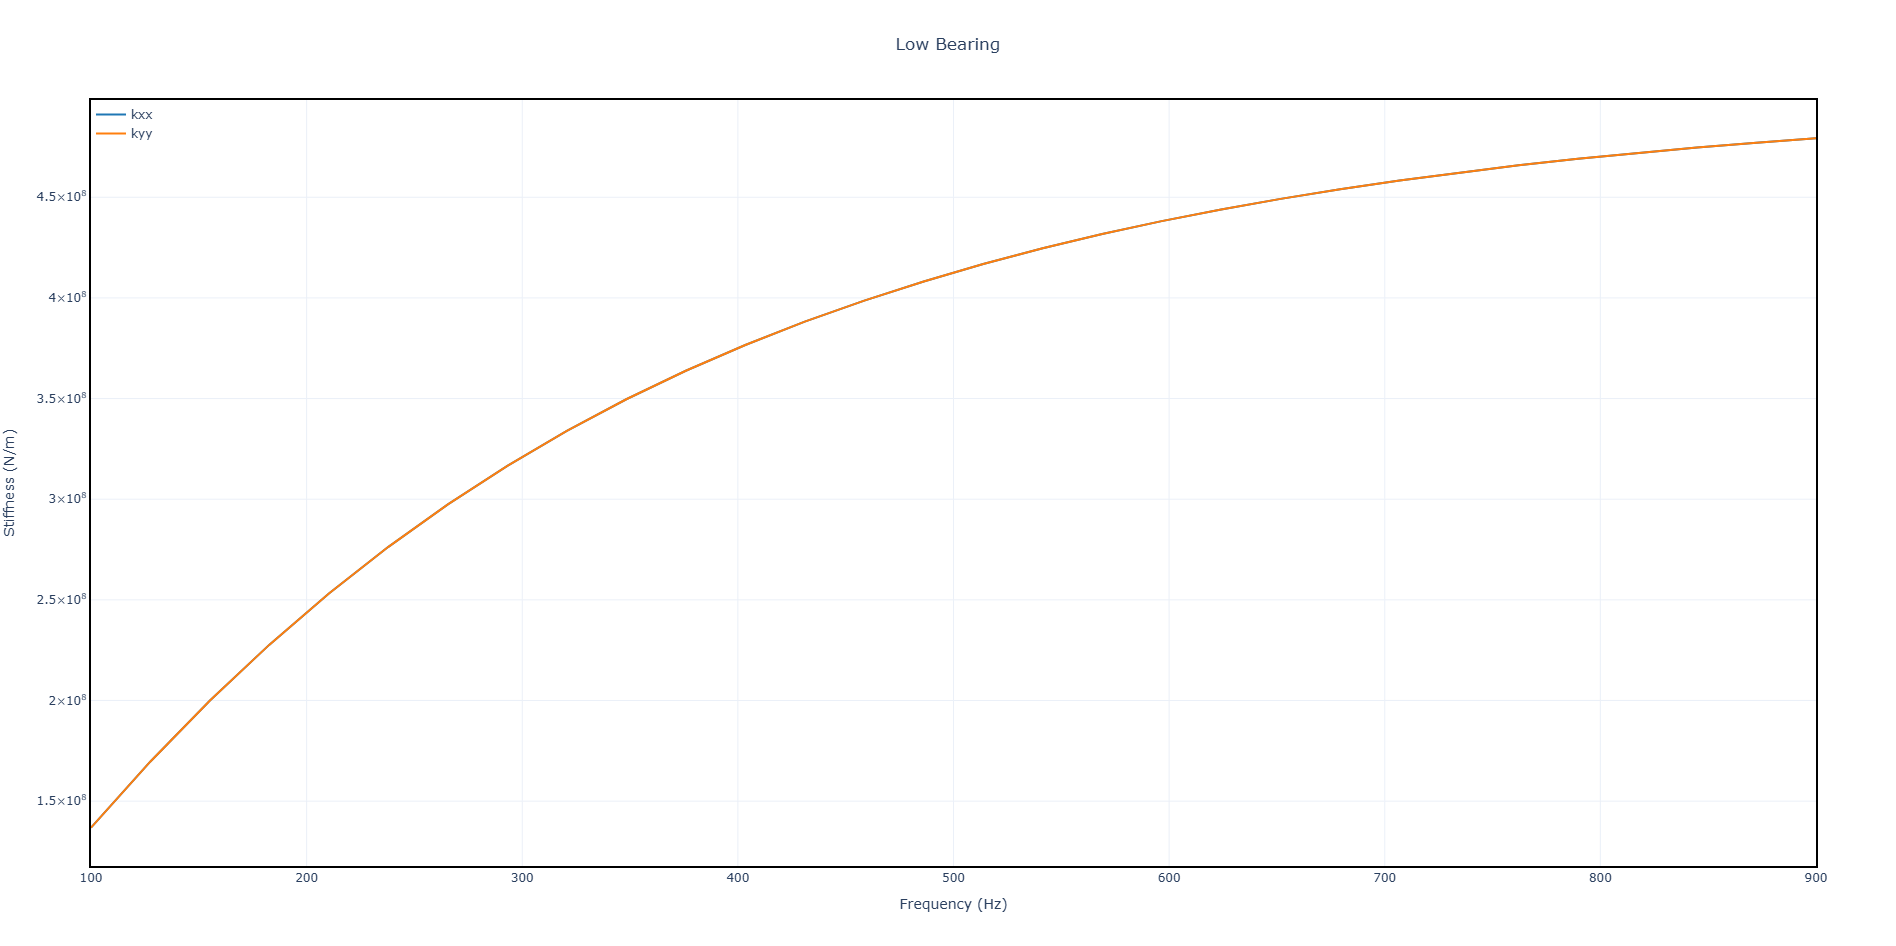 Low Bearing
kxx
kyy
4.5×10⁸
4×10⁸
3.5×10⁸
3×10⁸
2.5×10⁸
2×10⁸
1.5×10⁸
Stiffness (N/m)
100 200 300 400 500 600 700 800 900
Frequency (Hz)